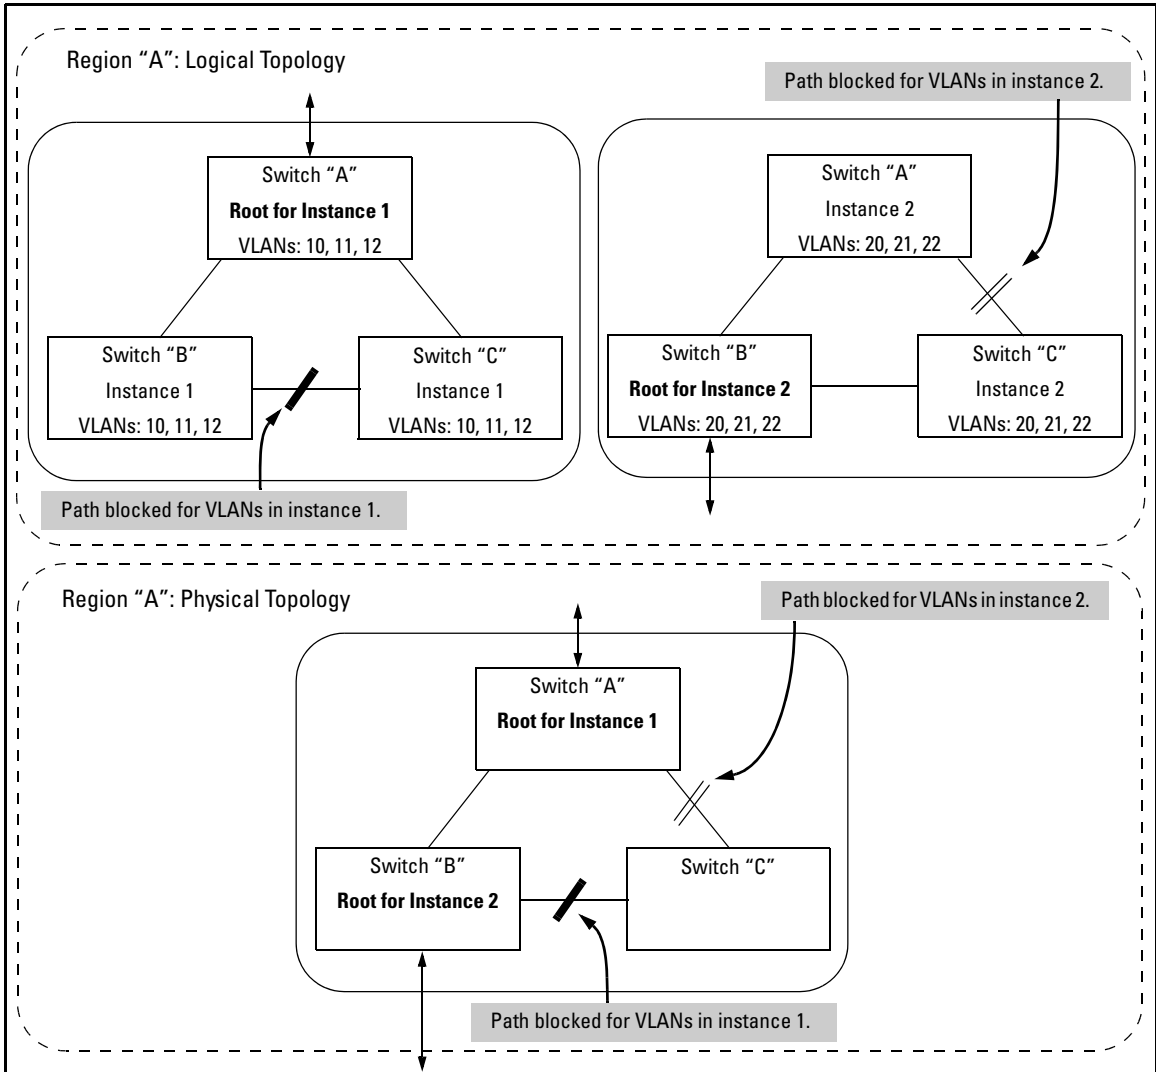 Region “A”: Logical Topology
Path blocked for VLANs in instance 2.
Switch “A”
Root for Instance 1
VLANs: 10, 11, 12
Switch “B”
Instance 1
VLANs: 10, 11, 12
Switch “C”
Instance 1
VLANs: 10, 11, 12
Path blocked for VLANs in instance 1.
Switch “A”
Instance 2
VLANs: 20, 21, 22
Switch “B”
Root for Instance 2
VLANs: 20, 21, 22
Switch “C”
Instance 2
VLANs: 20, 21, 22
Region “A”: Physical Topology
Path blocked for VLANs in instance 2.
Switch “A”
Root for Instance 1
Switch “B”
Root for Instance 2
Switch “C”
Path blocked for VLANs in instance 1.